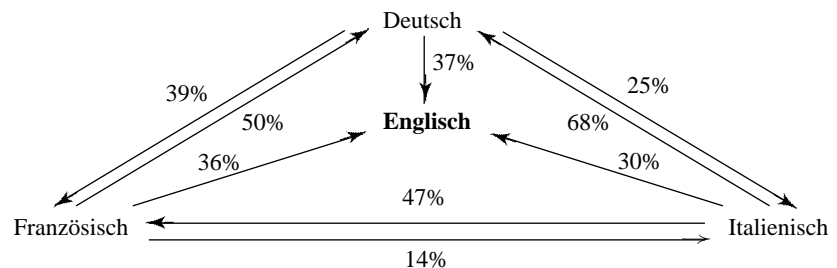 Deutsch
37%
39%
25%
50%
Englisch
68%
36%
30%
47%
Französisch
Italienisch
14%